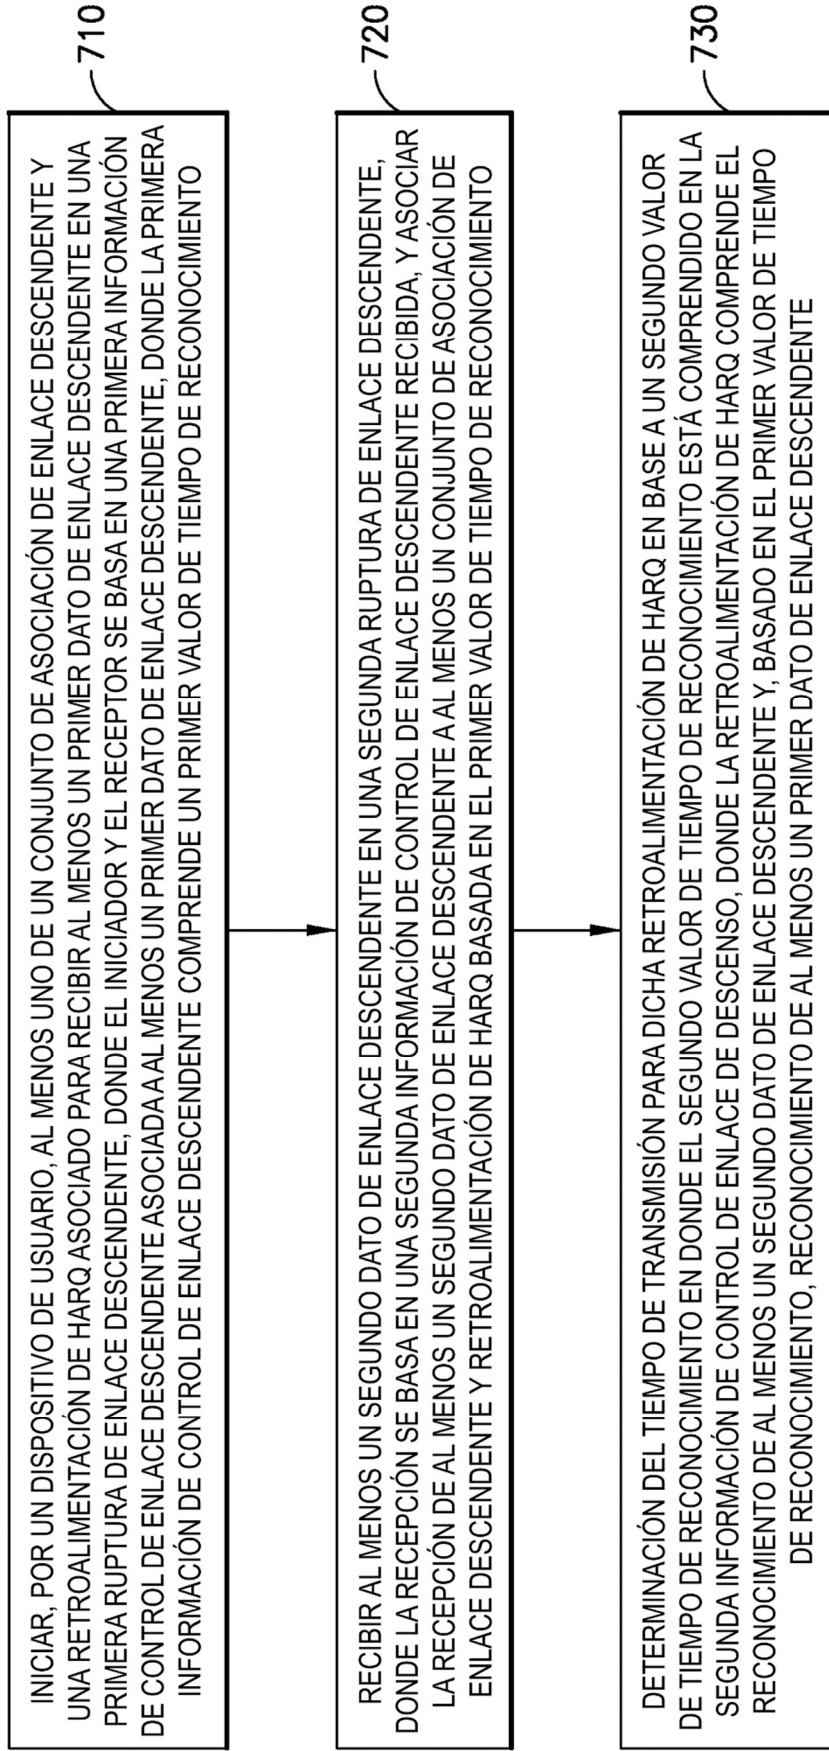 710
INICIAR, POR UN DISPOSITIVO DE USUARIO, AL MENOS UNO DE UN CONJUNTO DE ASOCIACIÓN DE ENLACE DESCENDENTE Y
UNA RETROALIMENTACIÓN DE HARQ ASOCIADO PARA RECIBIR AL MENOS UN PRIMER DATO DE ENLACE DESCENDENTE EN UNA
PRIMERA RUPTURA DE ENLACE DESCENDENTE, DONDE EL INICIADOR Y EL RECEPTOR SE BASA EN UNA PRIMERA INFORMACIÓN
DE CONTROL DE ENLACE DESCENDENTE ASOCIADA A AL MENOS UN PRIMER DATO DE ENLACE DESCENDENTE, DONDE LA PRIMERA
INFORMACIÓN DE CONTROL DE ENLACE DESCENDENTE COMPRENDE UN PRIMER VALOR DE TIEMPO DE RECONOCIMIENTO
720
RECIBIR AL MENOS UN SEGUNDO DATO DE ENLACE DESCENDENTE EN UNA SEGUNDA RUPTURA DE ENLACE DESCENDENTE,
DONDE LA RECEPCIÓN SE BASA EN UNA SEGUNDA INFORMACIÓN DE CONTROL DE ENLACE DESCENDENTE RECIBIDA, Y ASOCIAR
LA RECEPCIÓN DE AL MENOS UN SEGUNDO DATO DE ENLACE DESCENDENTE A AL MENOS UN CONJUNTO DE ASOCIACIÓN DE
ENLACE DESCENDENTE Y RETROALIMENTACIÓN DE HARQ BASADA EN EL PRIMER VALOR DE TIEMPO DE RECONOCIMIENTO
730
DETERMINACIÓN DEL TIEMPO DE TRANSMISIÓN PARA DICHA RETROALIMENTACIÓN DE HARQ EN BASE A UN SEGUNDO VALOR
DE TIEMPO DE RECONOCIMIENTO EN DONDE EL SEGUNDO VALOR DE TIEMPO DE RECONOCIMIENTO ESTÁ COMPRENDIDO EN LA
SEGUNDA INFORMACIÓN DE CONTROL DE ENLACE DE DESCENSO, DONDE LA RETROALIMENTACIÓN DE HARQ COMPRENDE EL
RECONOCIMIENTO DE AL MENOS UN SEGUNDO DATO DE ENLACE DESCENDENTE Y, BASADO EN EL PRIMER VALOR DE TIEMPO
DE RECONOCIMIENTO, RECONOCIMIENTO DE AL MENOS UN PRIMER DATO DE ENLACE DESCENDENTE